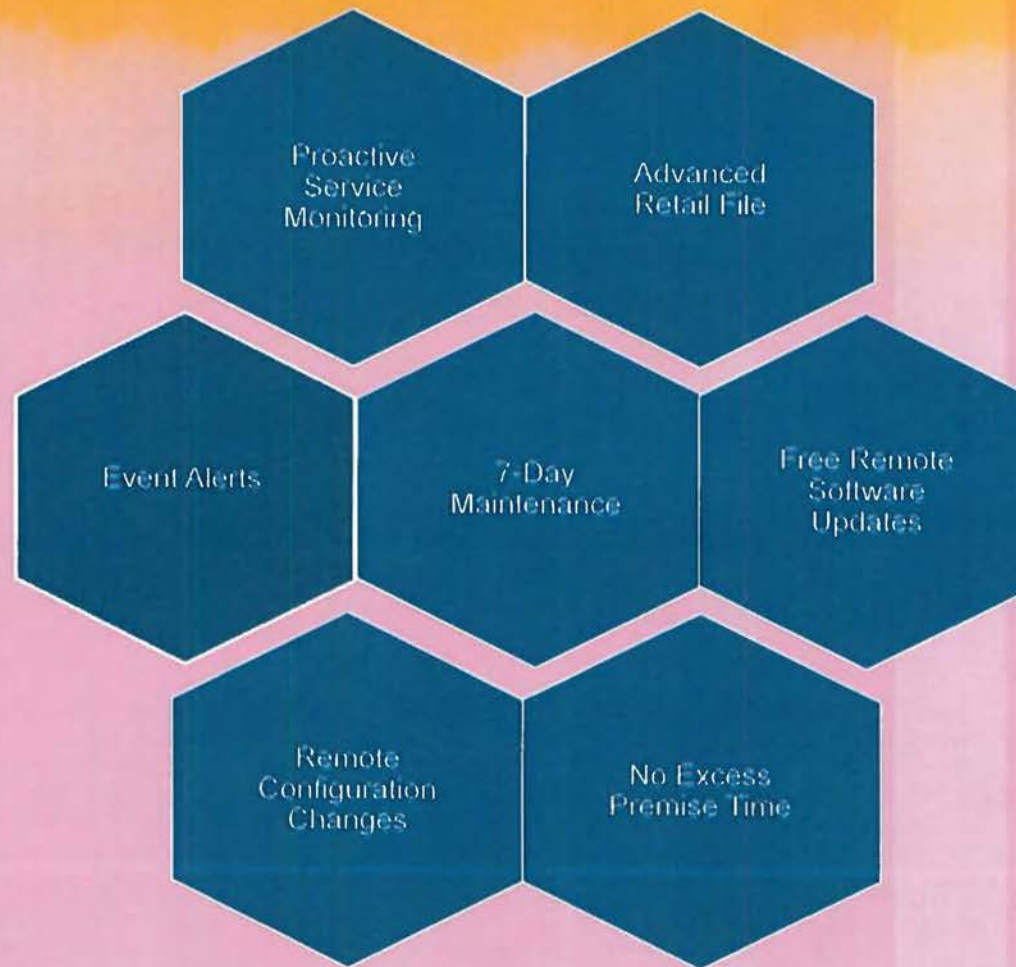 Proactive
Service
Monitoring
Advanced
Retail File
Event Alerts
7-Day
Maintenance
Free Remote
Software
Updates
Remote
Configuration
Changes
No Excess
Premise Time